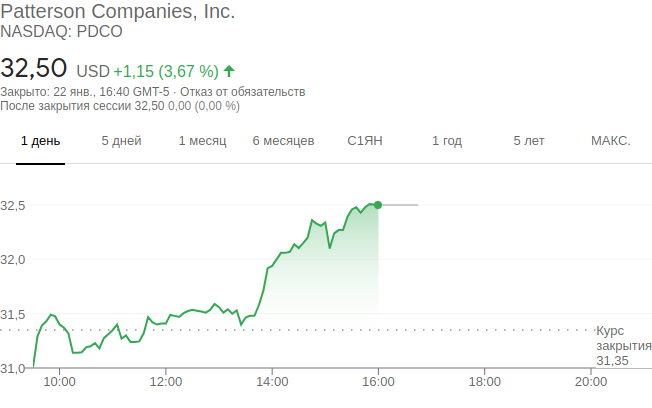 Patterson Companies, Inc.
NASDAQ: PDCO
32,50 USD +1,15 (3,67 %)
Закрыто: 22 янв., 16:40 GMT-5 · Отказ от обязательств
После закрытия сессии 32,50 0,00 (0,00 %)
1 день 5 дней 1 месяц 6 месяцев С1ЯН 1 год 5 лет МАКС.
32,5
32,0
31,5
Курс
закрытия
31,35
31,0
10:00 12:00 14:00 16:00 18:00 20:00